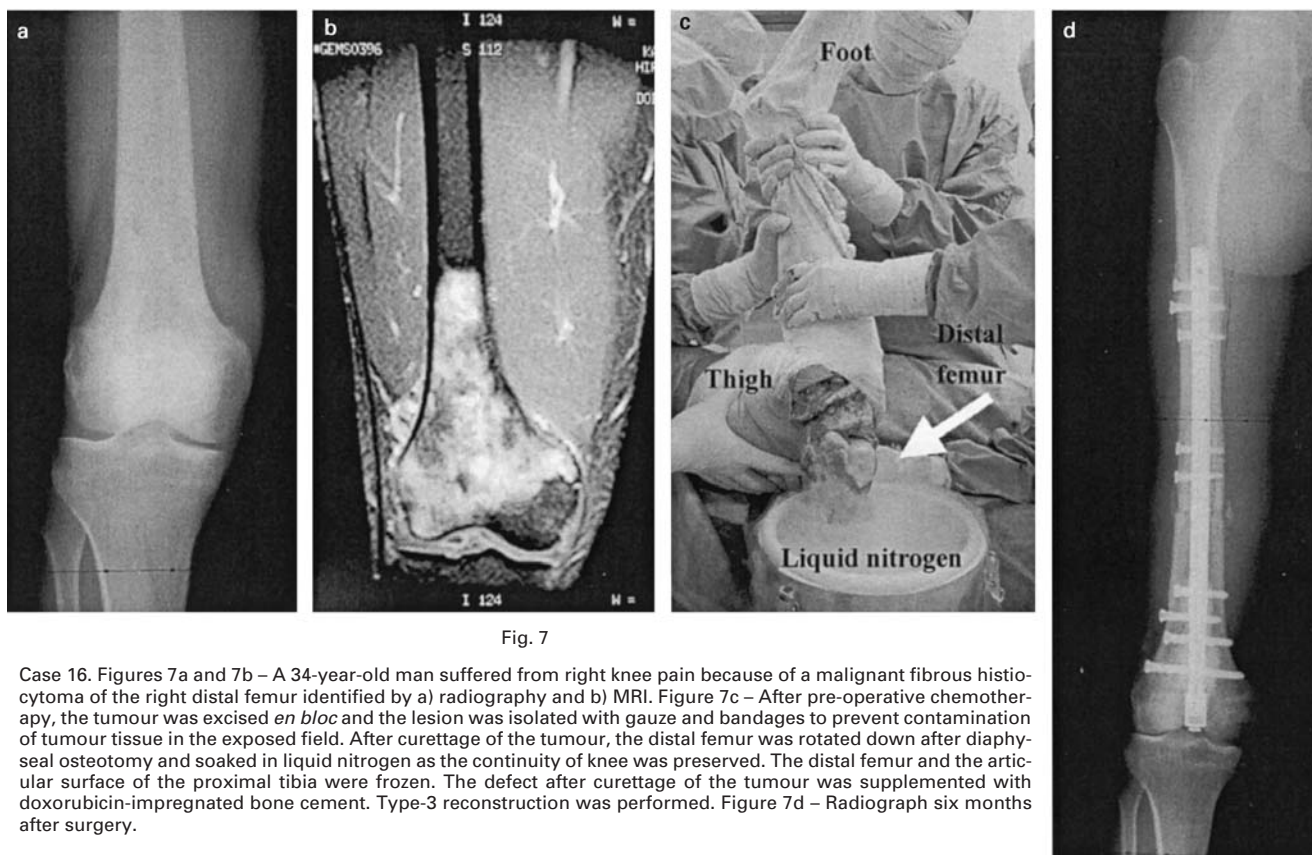 a
b
c
d
I 124
W =
*GEMS0396
S 112
HIR
DOI
Foot
Distal
femur
Thigh
Liquid nitrogen
I 124
W =
Fig. 7
Case 16. Figures 7a and 7b – A 34-year-old man suffered from right knee pain because of a malignant fibrous histio-
cytoma of the right distal femur identified by a) radiography and b) MRI. Figure 7c – After pre-operative chemother-
apy, the tumour was excised en bloc and the lesion was isolated with gauze and bandages to prevent contamination
of tumour tissue in the exposed field. After curettage of the tumour, the distal femur was rotated down after diaphy-
seal osteotomy and soaked in liquid nitrogen as the continuity of knee was preserved. The distal femur and the artic-
ular surface of the proximal tibia were frozen. The defect after curettage of the tumour was supplemented with
doxorubicin-impregnated bone cement. Type-3 reconstruction was performed. Figure 7d – Radiograph six months
after surgery.